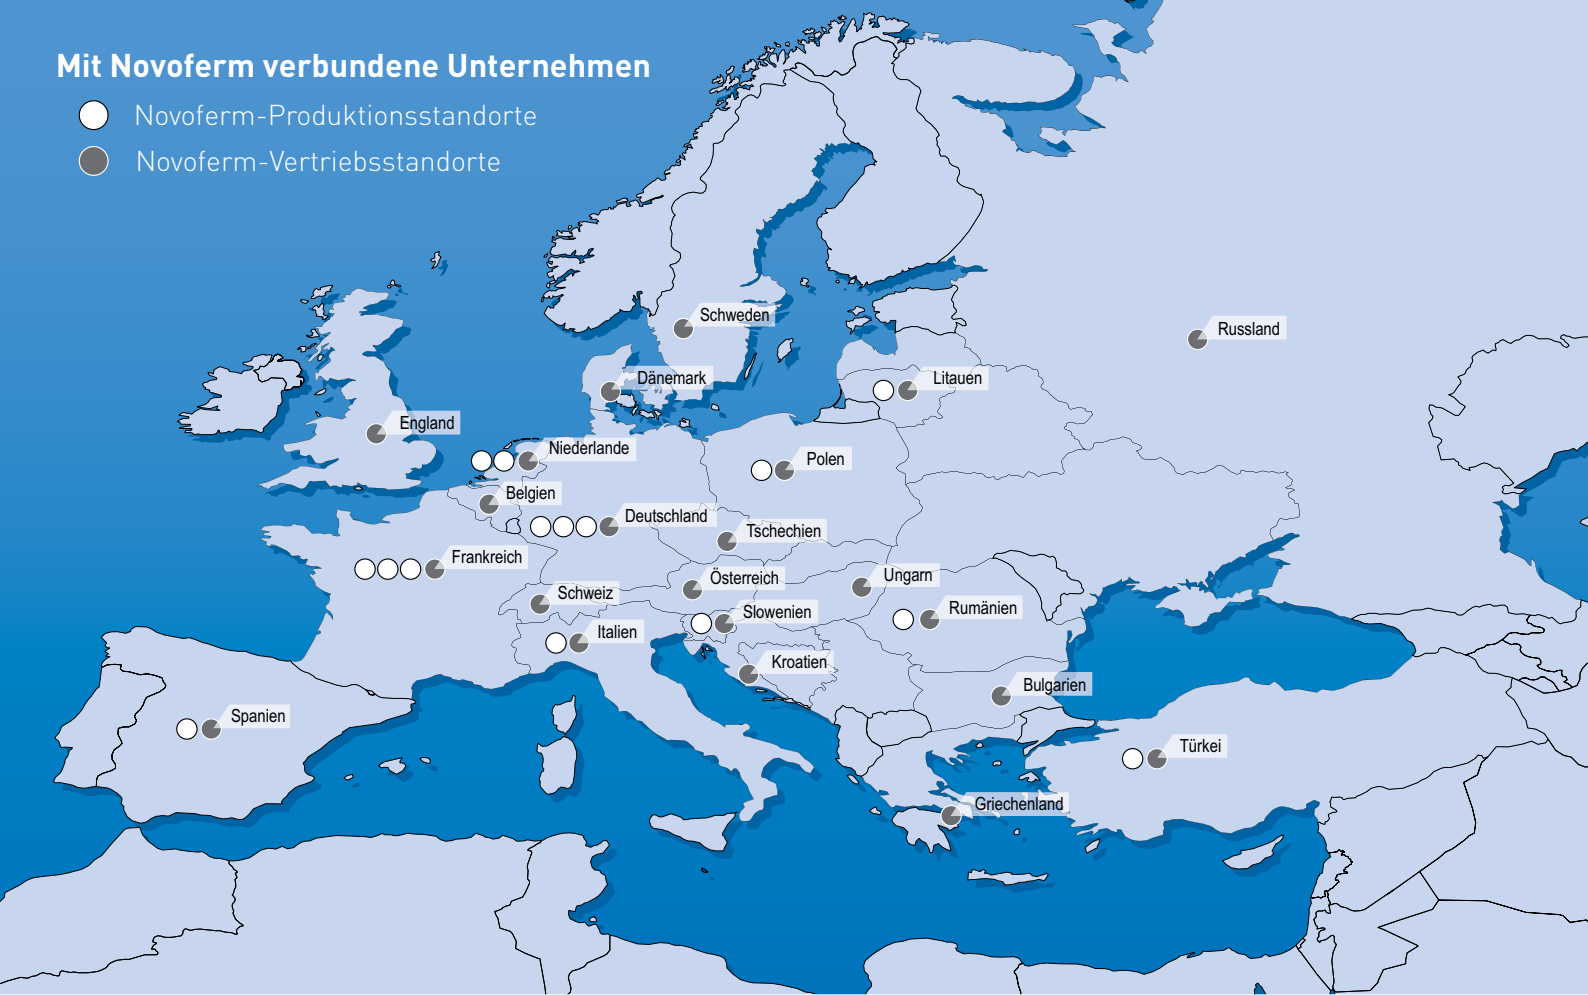 Mit Novoferm verbundene Unternehmen
Novoferm-Produktionsstandorte
Novoferm-Vertriebsstandorte
Schweden
Russland
Dänemark
Litauen
England
Niederlande
Polen
Belgien
Deutschland
Tschechien
Frankreich
Österreich
Ungarn
Schweiz
Slowenien
Rumänien
Italien
Kroatien
Bulgarien
Spanien
Türkei
Griechenland